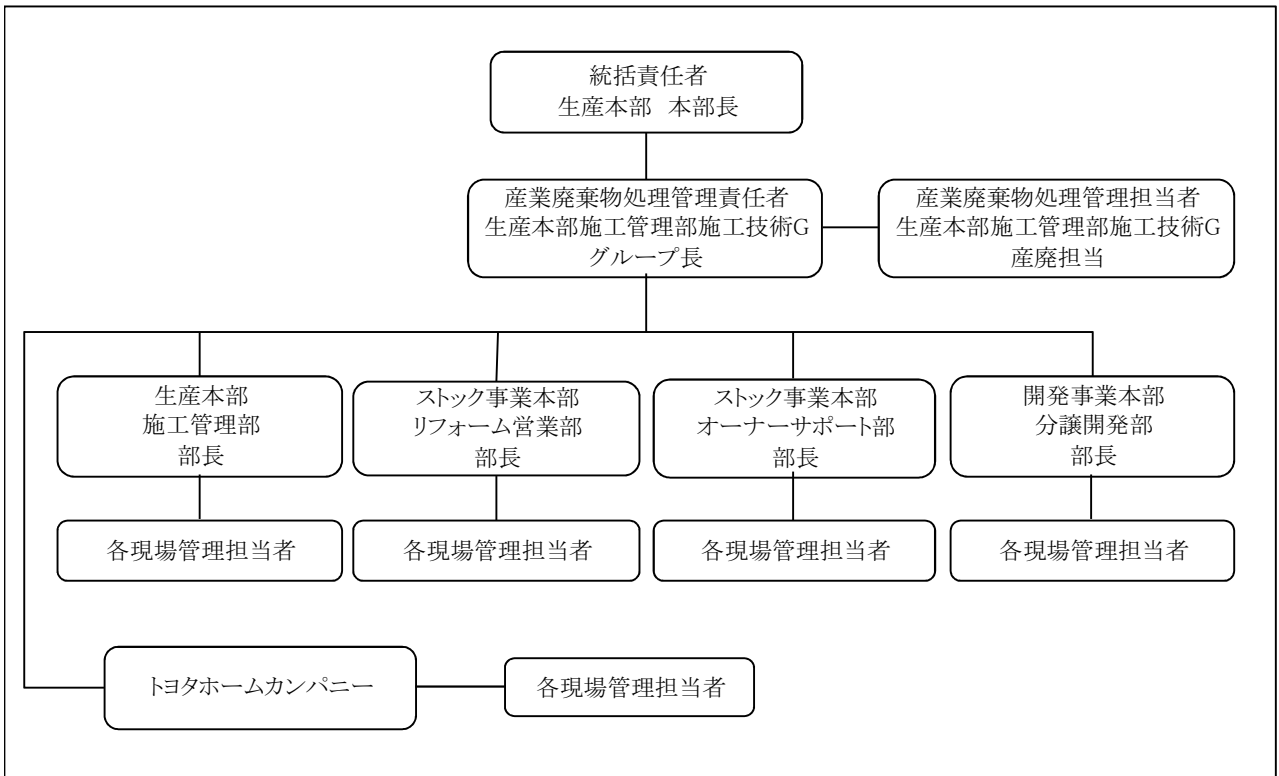 統括責任者
生産本部　本部長
産業廃棄物処理管理責任者
生産本部施工管理部施工技術G
グループ長
産業廃棄物処理管理担当者
生産本部施工管理部施工技術G
産廃担当
生産本部
施工管理部
部長
ストック事業本部
リフォーム営業部
部長
ストック事業本部
オーナーサポート部
部長
開発事業本部
分譲開発部
部長
各現場管理担当者
各現場管理担当者
各現場管理担当者
各現場管理担当者
トヨタホームカンパニー
各現場管理担当者